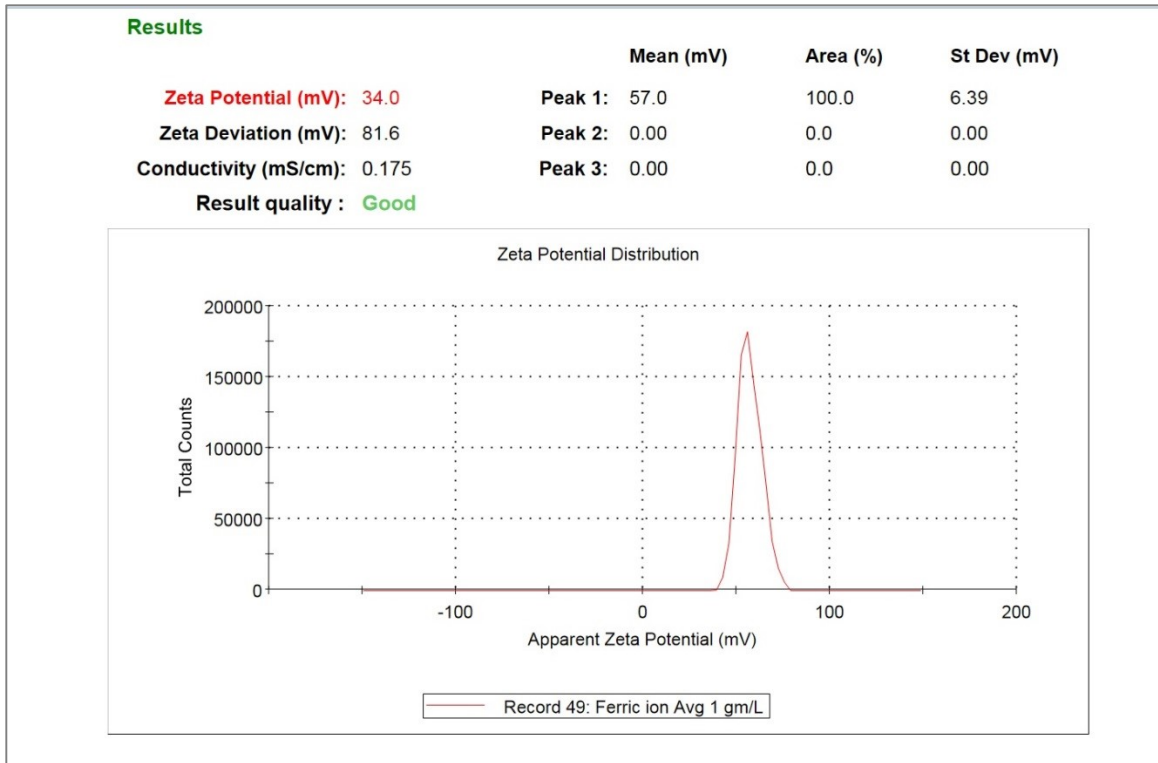 Results
Mean (mV) Area (%) St Dev (mV)
Zeta Potential (mV): 34.0 Peak 1: 57.0 100.0 6.39
Zeta Deviation (mV): 81.6 Peak 2: 0.00 0.0 0.00
Conductivity (mS/cm): 0.175 Peak 3: 0.00 0.0 0.00
Result quality : Good
Zeta Potential Distribution
200000
150000
100000
50000
0
Total Counts
-100 0 100 200
Apparent Zeta Potential (mV)
Record 49: Ferric ion Avg 1 gm/L